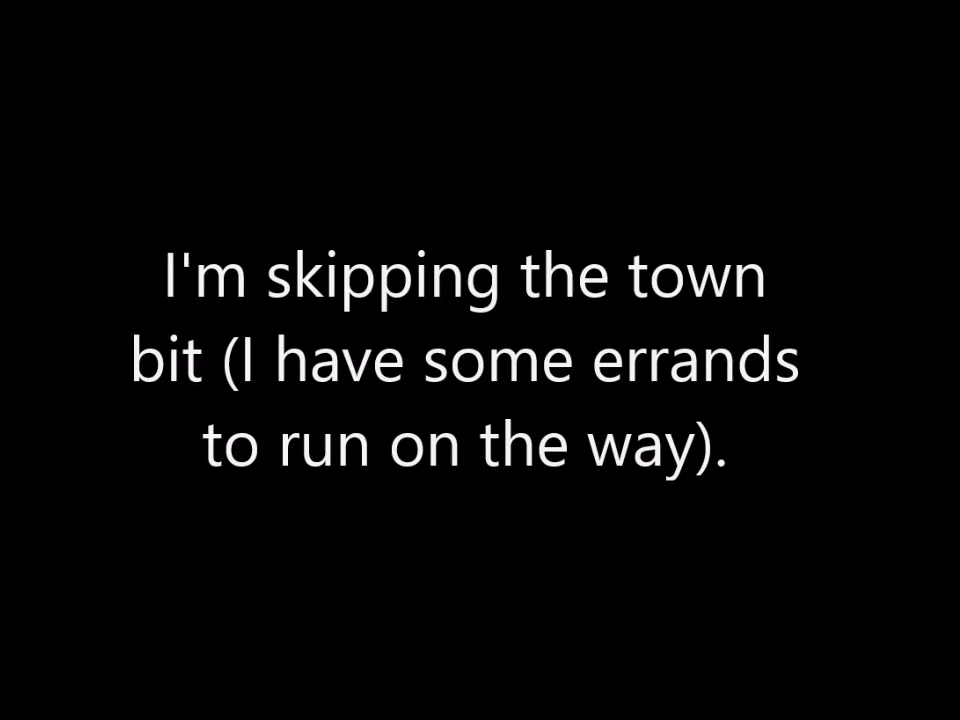 I'm skipping the town
bit (I have some errands
to run on the way).